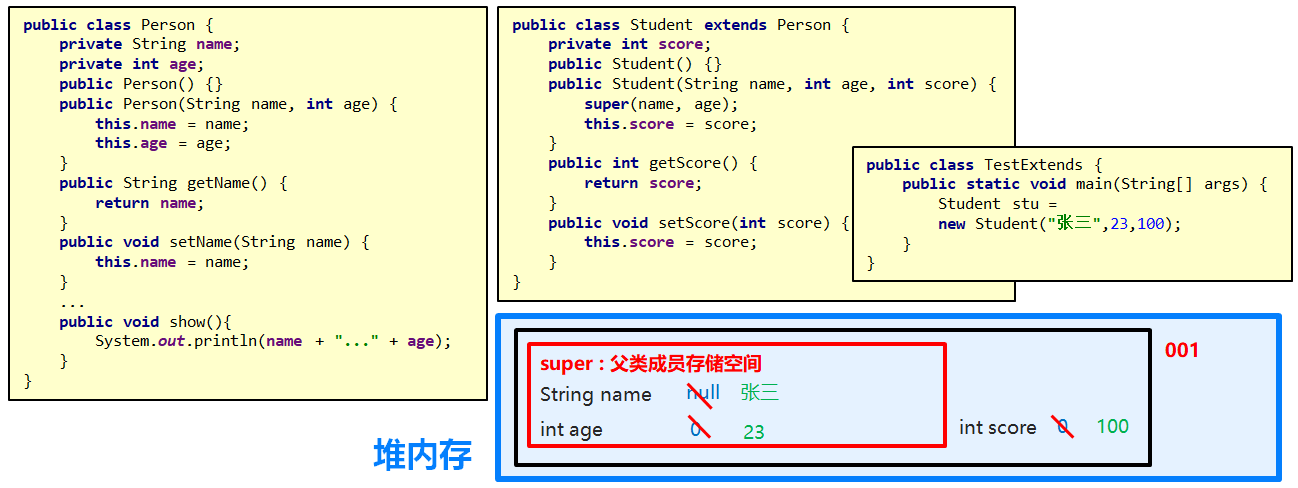 public class Person {
private String name;
private int age;
public Person() {}
public Person(String name, int age) {
this.name = name;
this.age = age;
}
public String getName() {
return name;
}
public void setName(String name) {
this.name = name;
}
...
public void show(){
System.out.println(name + "..." + age);
}
}
public class Student extends Person {
private int score;
public Student() {}
public Student(String name, int age, int score) {
super(name, age);
this.score = score;
}
public int getScore() {
return score;
}
public void setScore(int score) {
this.score = score;
}
}
public class TestExtends {
public static void main(String[] args) {
Student stu =
new Student("张三",23,100);
}
}
super：父类成员存储空间
001
String name null 张三
int age 0 23
int score 0 100
堆内存